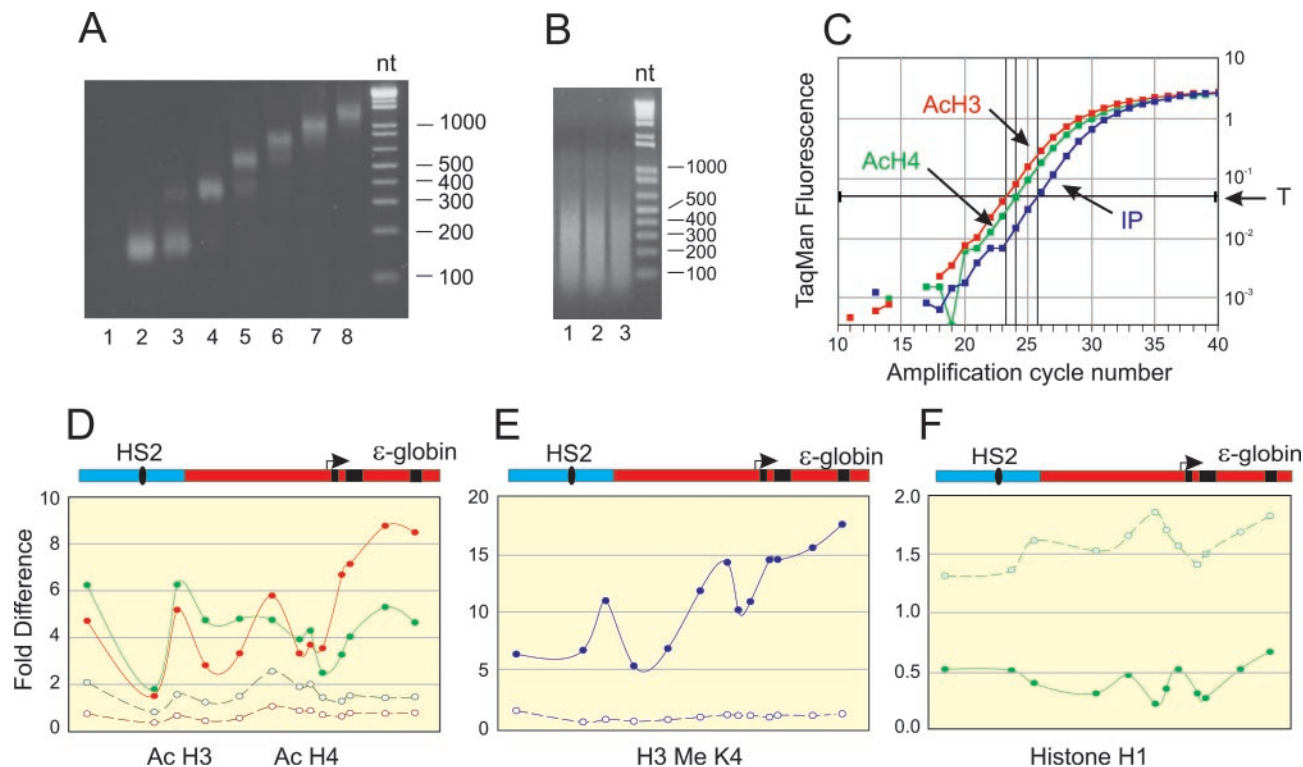 A
nt
1000
500
400
300
200
100
1 2 3 4 5 6 7 8
B
nt
1000
500
400
300
200
100
1 2 3
C
TaqMan Fluorescence
AcH3
AcH4
IP
10
1
10⁻¹
T
10⁻²
10⁻³
10 15 20 25 30 35 40
Amplification cycle number
D
HS2 ε-globin
Fold Difference
10
8
6
4
2
0
Ac H3 Ac H4
E
HS2 ε-globin
20
15
10
5
0
H3 Me K4
F
HS2 ε-globin
2.0
1.5
1.0
0.5
0.0
Histone H1